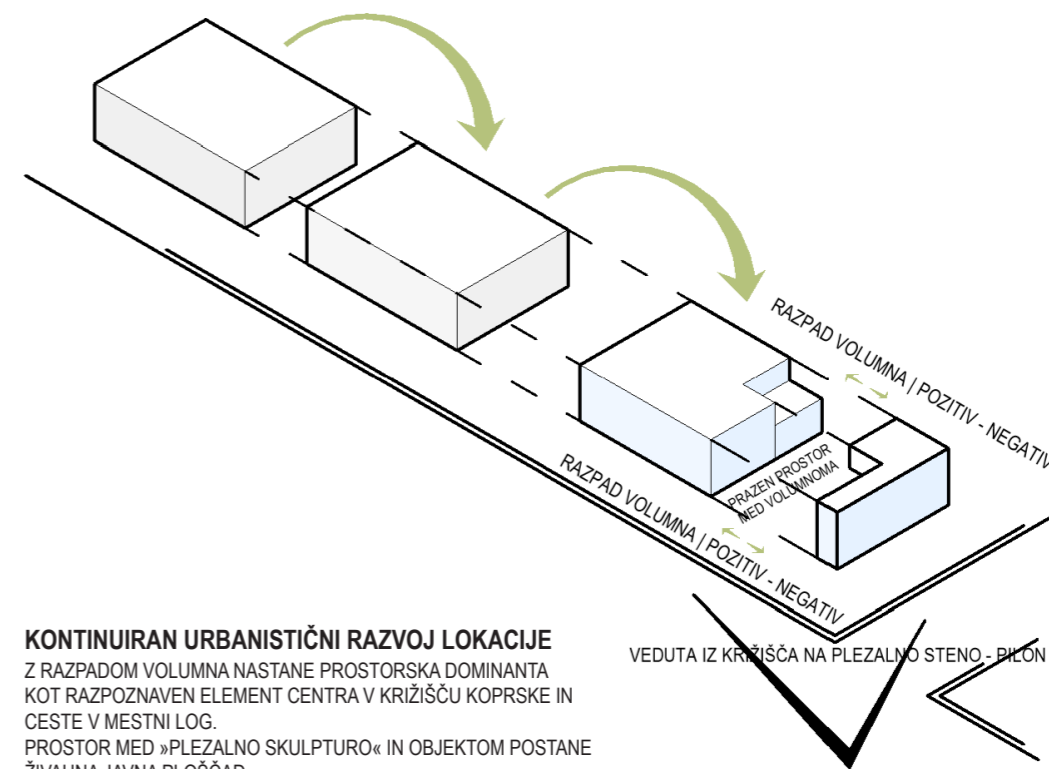 RAZPAD VOLUMNA | POZITIV - NEGATIV
PRAZEN PROSTOR
MED VOLUMNOMA
RAZPAD VOLUMNA | POZITIV - NEGATIV
KONTINUIRAN URBANISTIČNI RAZVOJ LOKACIJE
Z RAZPADOM VOLUMNA NASTANE PROSTORSKA DOMINANTA
KOT RAZPOZNAVEN ELEMENT CENTRA V KRIŽIŠČU KOPRSKE IN
CESTE V MESTNI LOG.
PROSTOR MED »PLEZALNO SKULPTURO« IN OBJEKTOM POSTANE
VEDUTA IZ KRIŽIŠČA NA PLEZALNO STENO - PILON